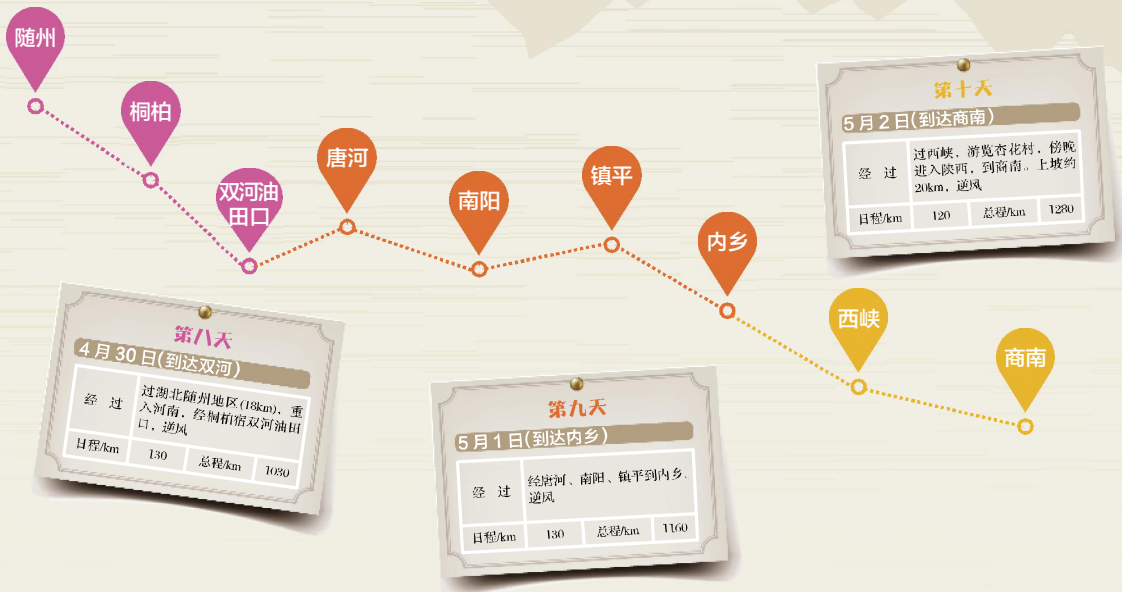 随州
桐柏
双河油
田口
唐河
南阳
镇平
内乡
西峡
商南
第八天
4月30日(到达双河)
经 过
过湖北随州地区(18km)，重
入河南，经桐柏宿双河油田
口，逆风
日程/km 130 总程/km 1030
第九天
5月1日(到达内乡)
经 过
经唐河、南阳、镇平到内乡，
逆风
日程/km 130 总程/km 1160
第十天
5月2日(到达商南)
经 过
过西峡，游览杏花村，傍晚
进入陕西，到商南。上坡约
20km，逆风
日程/km 120 总程/km 1280